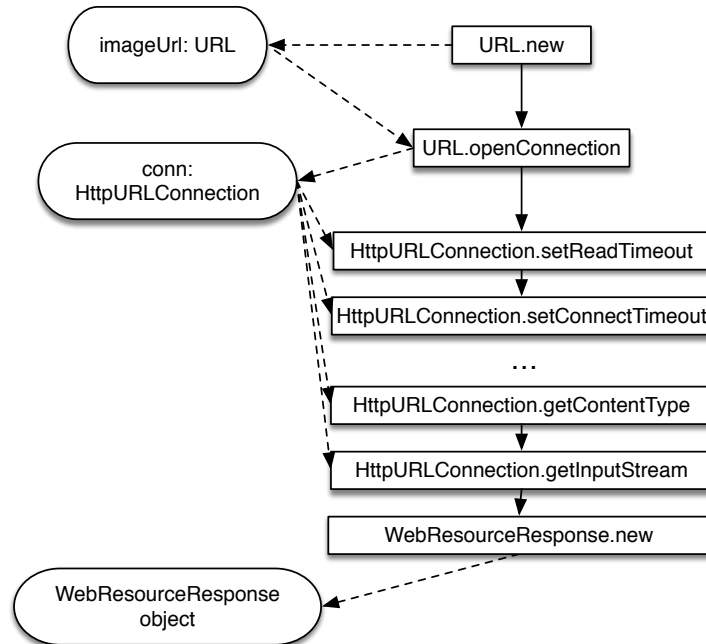 imageUrl: URL
URL.new
URL.openConnection
conn:
HttpURLConnection
HttpURLConnection.setReadTimeout
HttpURLConnection.setConnectTimeout
...
HttpURLConnection.getContentType
HttpURLConnection.getInputStream
WebResourceResponse.new
WebResourceResponse
object